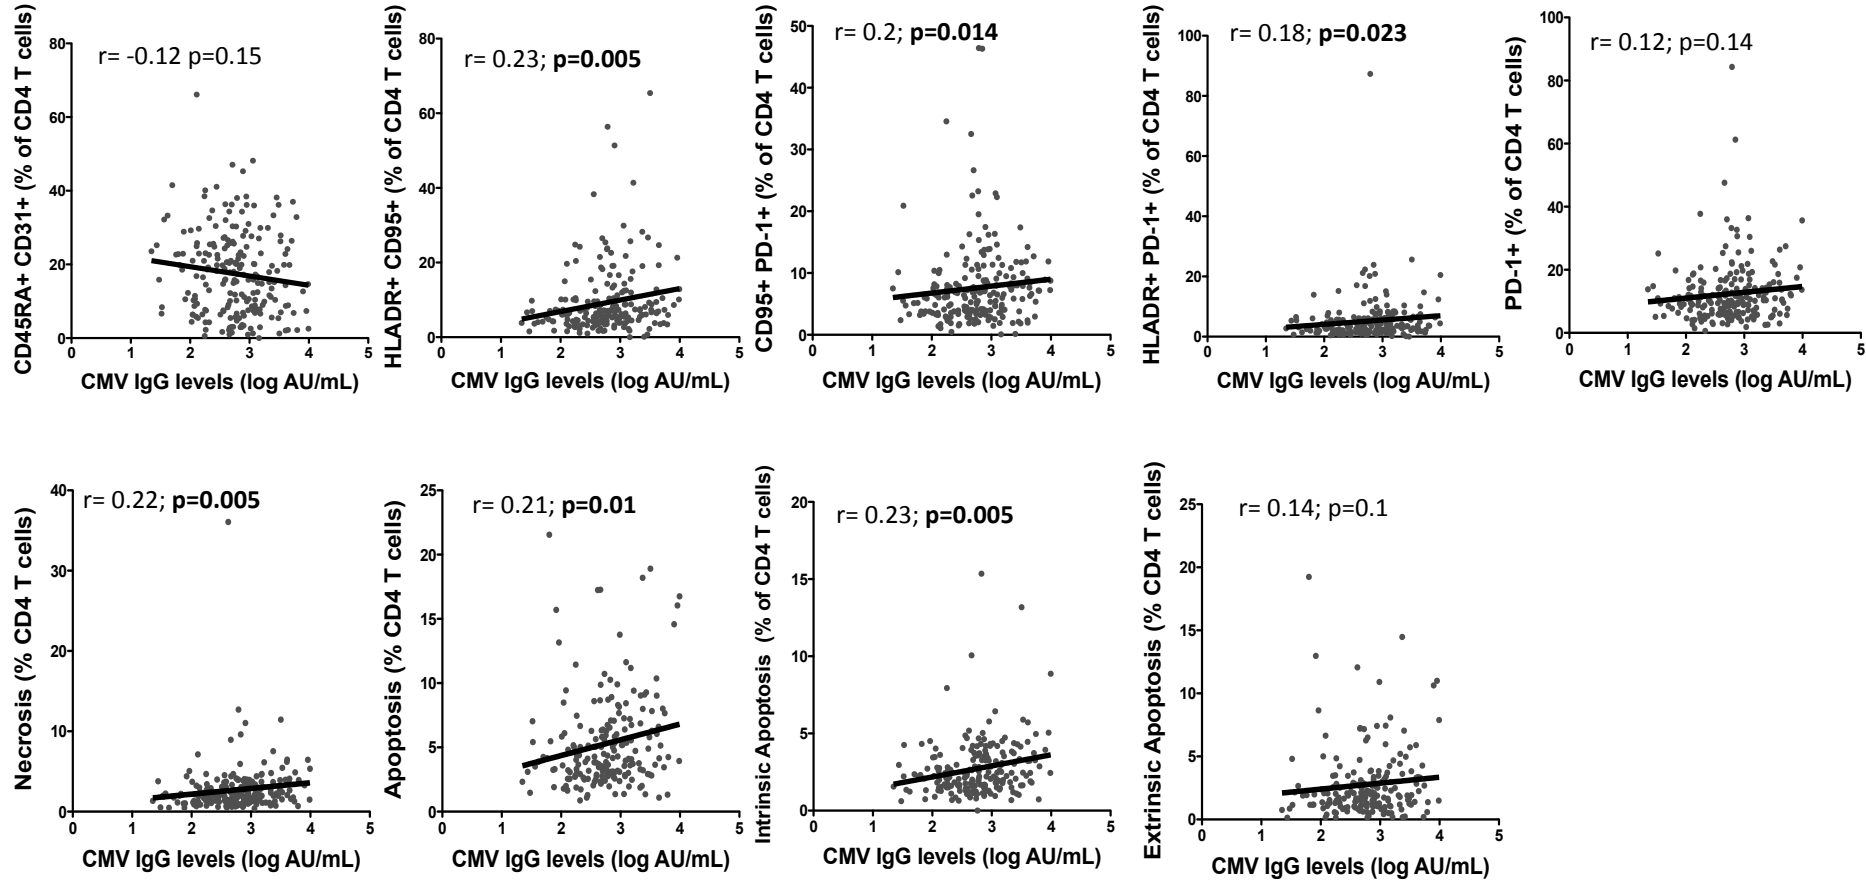 CD45RA+ CD31+ (% of CD4 T cells)
r= -0.12 p=0.15
80
60
40
20
0
0 1 2 3 4 5
CMV IgG levels (log AU/mL)
HLADR+ CD95+ (% of CD4 T cells)
r= 0.23; p=0.005
80
60
40
20
0
0 1 2 3 4 5
CMV IgG levels (log AU/mL)
CD95+ PD-1+ (% of CD4 T cells)
r= 0.2; p=0.014
50
40
30
20
10
0
0 1 2 3 4 5
CMV IgG levels (log AU/mL)
HLADR+ PD-1+ (% of CD4 T cells)
r= 0.18; p=0.023
100
80
60
40
20
0
0 1 2 3 4 5
CMV IgG levels (log AU/mL)
PD-1+ (% of CD4 T cells)
r= 0.12; p=0.14
100
80
60
40
20
0
0 1 2 3 4 5
CMV IgG levels (log AU/mL)
Necrosis (% CD4 T cells)
r= 0.22; p=0.005
40
30
20
10
0
0 1 2 3 4 5
CMV IgG levels (log AU/mL)
Apoptosis (% CD4 T cells)
r= 0.21; p=0.01
25
20
15
10
5
0
0 1 2 3 4 5
CMV IgG levels (log AU/mL)
Intrinsic Apoptosis (% of CD4 T cells)
r= 0.23; p=0.005
20
15
10
5
0
0 1 2 3 4 5
CMV IgG levels (log AU/mL)
Extrinsic Apoptosis (% CD4 T cells)
r= 0.14; p=0.1
25
20
15
10
5
0
0 1 2 3 4 5
CMV IgG levels (log AU/mL)